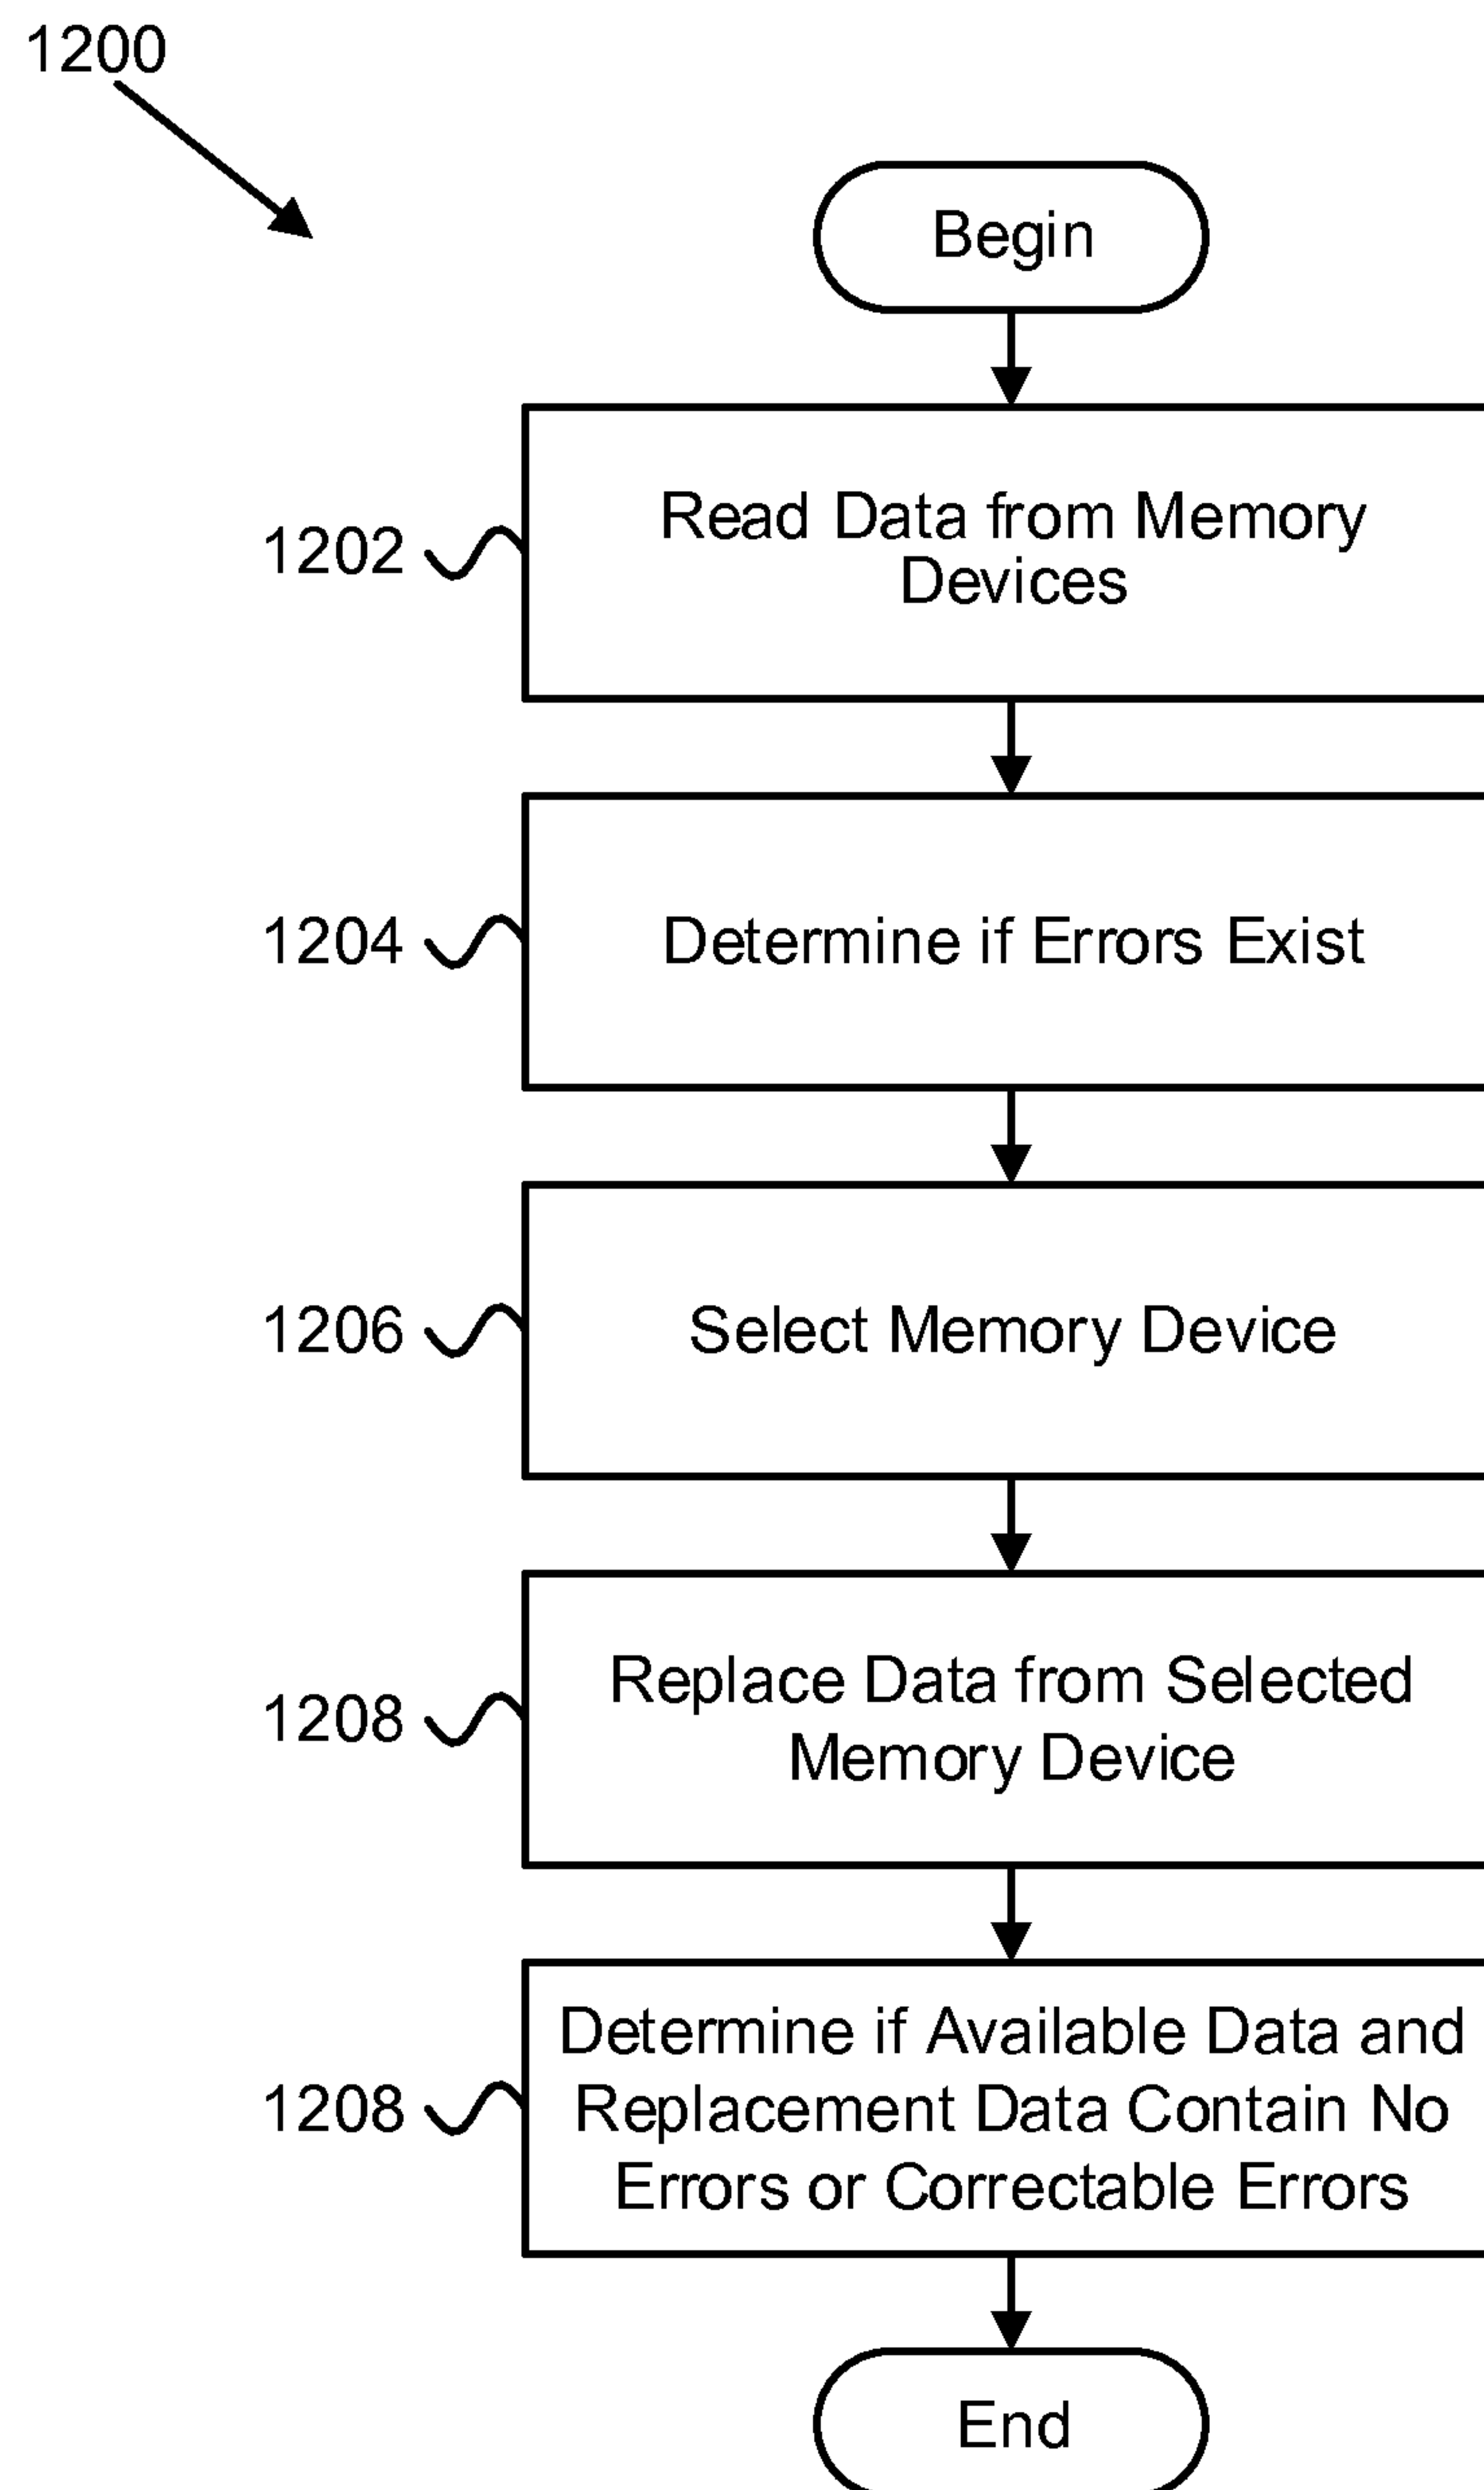 1200
Begin
1202
Read Data from Memory
Devices
1204
Determine if Errors Exist
1206
Select Memory Device
1208
Replace Data from Selected
Memory Device
1208
Determine if Available Data and
Replacement Data Contain No
Errors or Correctable Errors
End